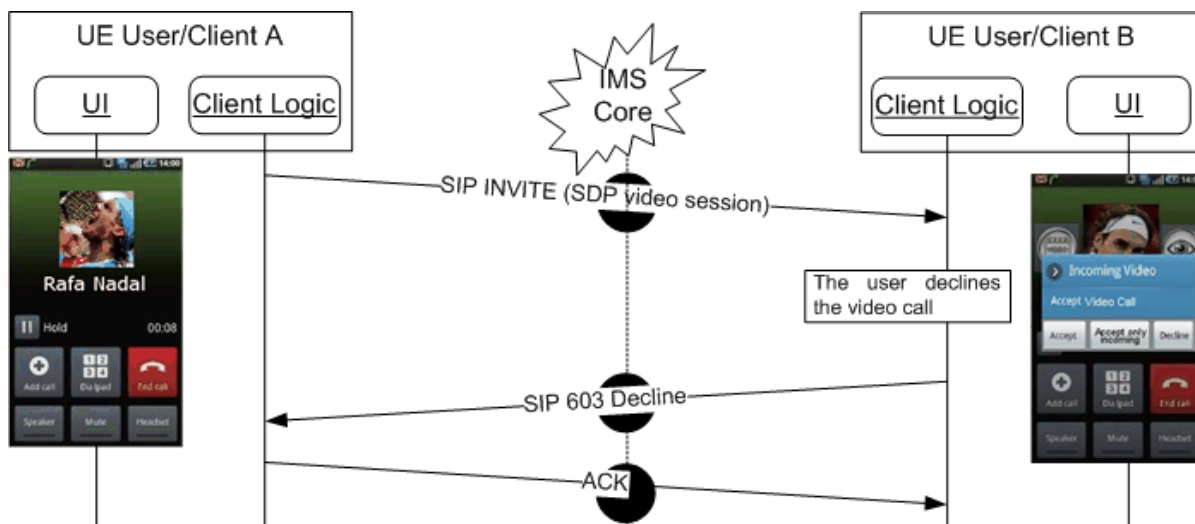 UE User/Client A
UI
Client Logic
IMS
Core
UE User/Client B
Client Logic
UI
SIP INVITE (SDP video session)
14:00
Rafa Nadal
Hold
00:08
Add call
Dialpad
End call
Speaker
Mute
Headset
The user declines
the video call
Incoming Video
Accept Video Call
Accept
Accept only
incoming
Decline
Add call
Dialpad
End call
Speaker
Mute
Headset
SIP 603 Decline
ACK